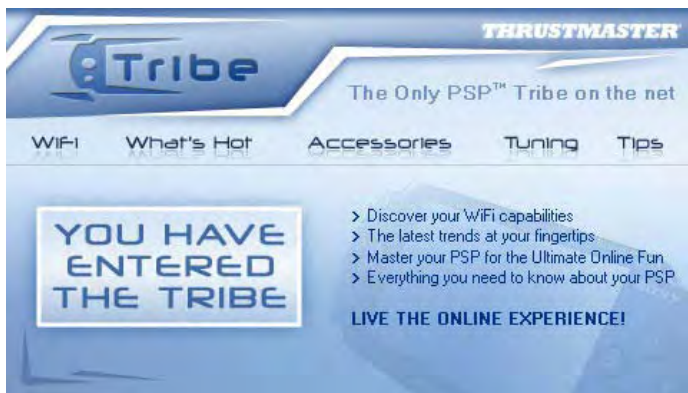 THRUSTMASTER
Tribe
The Only PSP™ Tribe on the net
WiFi What's Hot Accessories Tuning Tips
YOU HAVE
ENTERED
THE TRIBE
> Discover your WiFi capabilities
> The latest trends at your fingertips
> Master your PSP for the Ultimate Online Fun
> Everything you need to know about your PSP
LIVE THE ONLINE EXPERIENCE!